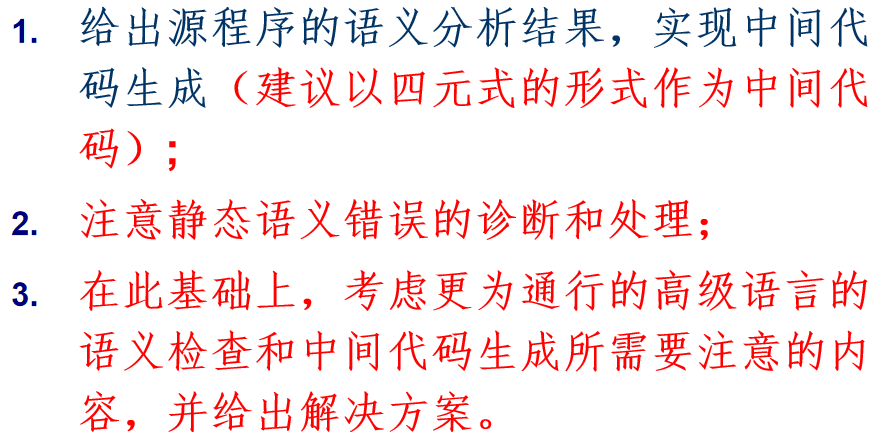 1. 给出源程序的语义分析结果，实现中间代
码生成（建议以四元式的形式作为中间代
码）；
2. 注意静态语义错误的诊断和处理；
3. 在此基础上，考虑更为通行的高级语言的
语义检查和中间代码生成所需要注意的内
容，并给出解决方案。